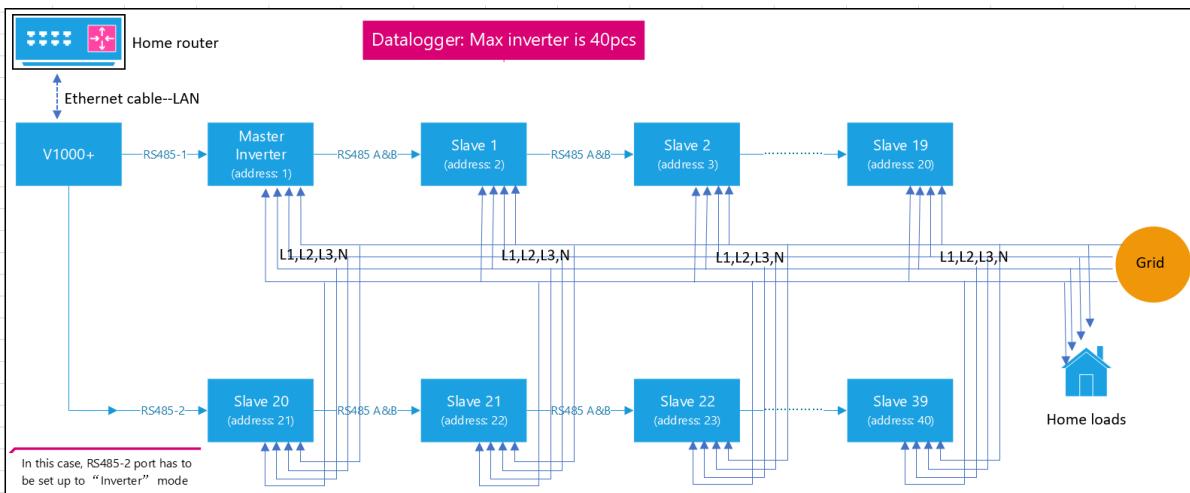 Home router
Datalogger: Max inverter is 40pcs
Ethernet cable--LAN
V1000+
RS485-1
Master
Inverter
(address: 1)
RS485 A&B
Slave 1
(address: 2)
RS485 A&B
Slave 2
(address: 3)
Slave 19
(address: 20)
L1,L2,L3,N
L1,L2,L3,N
L1,L2,L3,N
L1,L2,L3,N
Grid
RS485-2
Slave 20
(address: 21)
RS485 A&B
Slave 21
(address: 22)
RS485 A&B
Slave 22
(address: 23)
Slave 39
(address: 40)
Home loads
In this case, RS485-2 port has to
be set up to “Inverter” mode